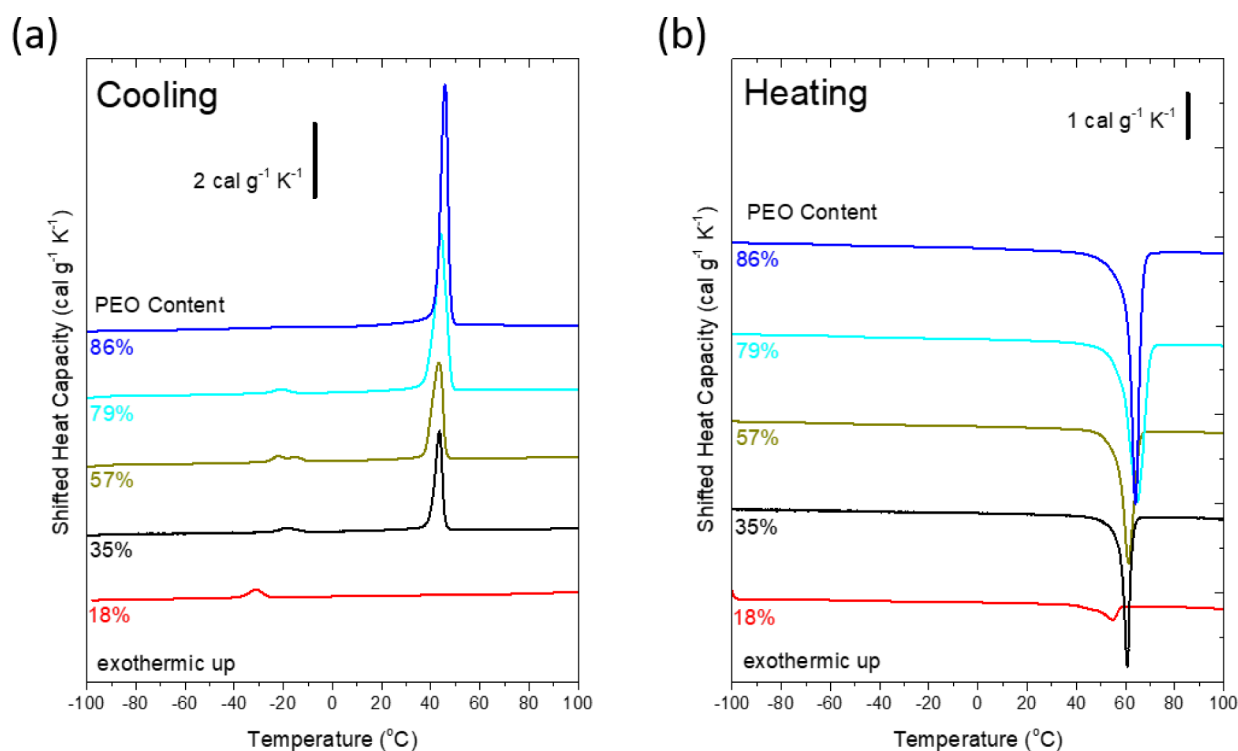 (a)
Cooling
2 cal g⁻¹ K⁻¹
PEO Content
86%
79%
57%
35%
18%
exothermic up
Shifted Heat Capacity (cal g⁻¹ K⁻¹)
-100 -80 -60 -40 -20 0 20 40 60 80 100
Temperature (°C)
(b)
Heating
1 cal g⁻¹ K⁻¹
PEO Content
86%
79%
57%
35%
18%
exothermic up
Shifted Heat Capacity (cal g⁻¹ K⁻¹)
-100 -80 -60 -40 -20 0 20 40 60 80 100
Temperature (°C)